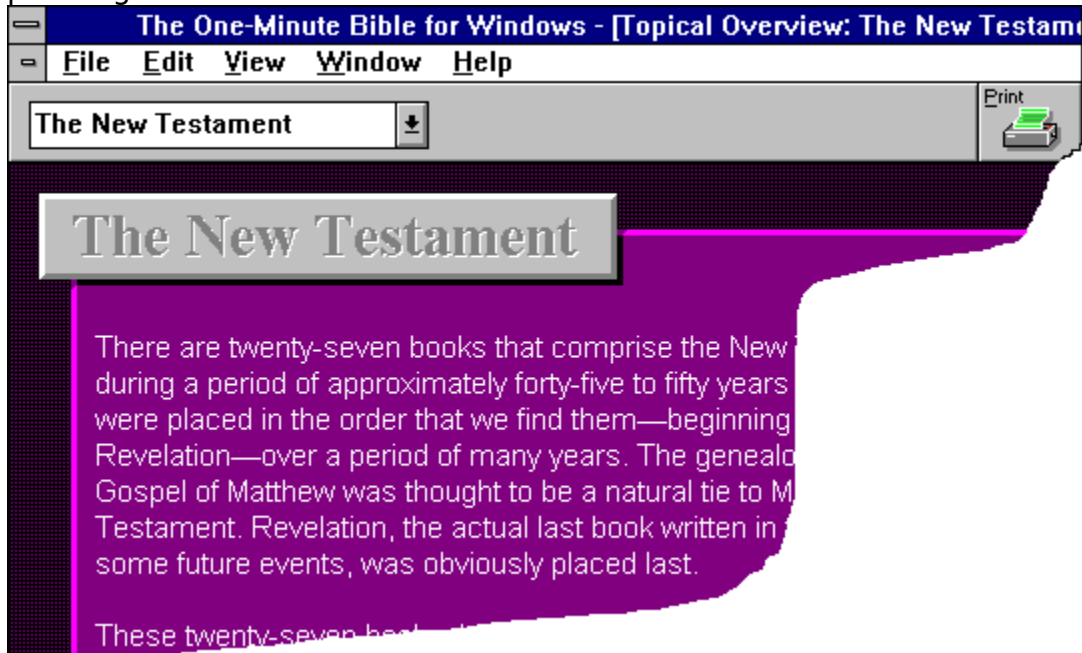 The One-Minute Bible for Windows - [Topical Overview: The New
File Edit View Window Help
The New Testament
Print
The New Testament
There are twenty-seven books that comprise the New
during a period of approximately forty-five to fifty years
were placed in the order that we find them—beginning
Revelation—over a period of many years. The
Gospel of Matthew was thought to be a natural tie to
Testament. Revelation, the actual last book written in
some future events, was obviously placed last.
These